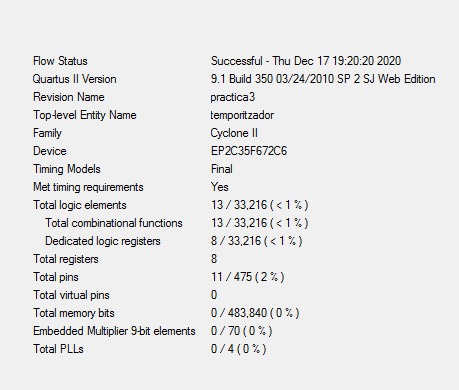 Flow Status Successful - Thu Dec 17 19:20:20 2020
Quartus II Version 9.1 Build 350 03/24/2010 SP 2 SJ Web Edition
Revision Name practica3
Top-level Entity Name temporitzador
Family Cyclone II
Device EP2C35F672C6
Timing Models Final
Met timing requirements Yes
Total logic elements 13 / 33,216 ( < 1 % )
Total combinational functions 13 / 33,216 ( < 1 % )
Dedicated logic registers 8 / 33,216 ( < 1 % )
Total registers 8
Total pins 11 / 475 ( 2 % )
Total virtual pins 0
Total memory bits 0 / 483,840 ( 0 % )
Embedded Multiplier 9-bit elements 0 / 70 ( 0 % )
Total PLLs 0 / 4 ( 0 % )